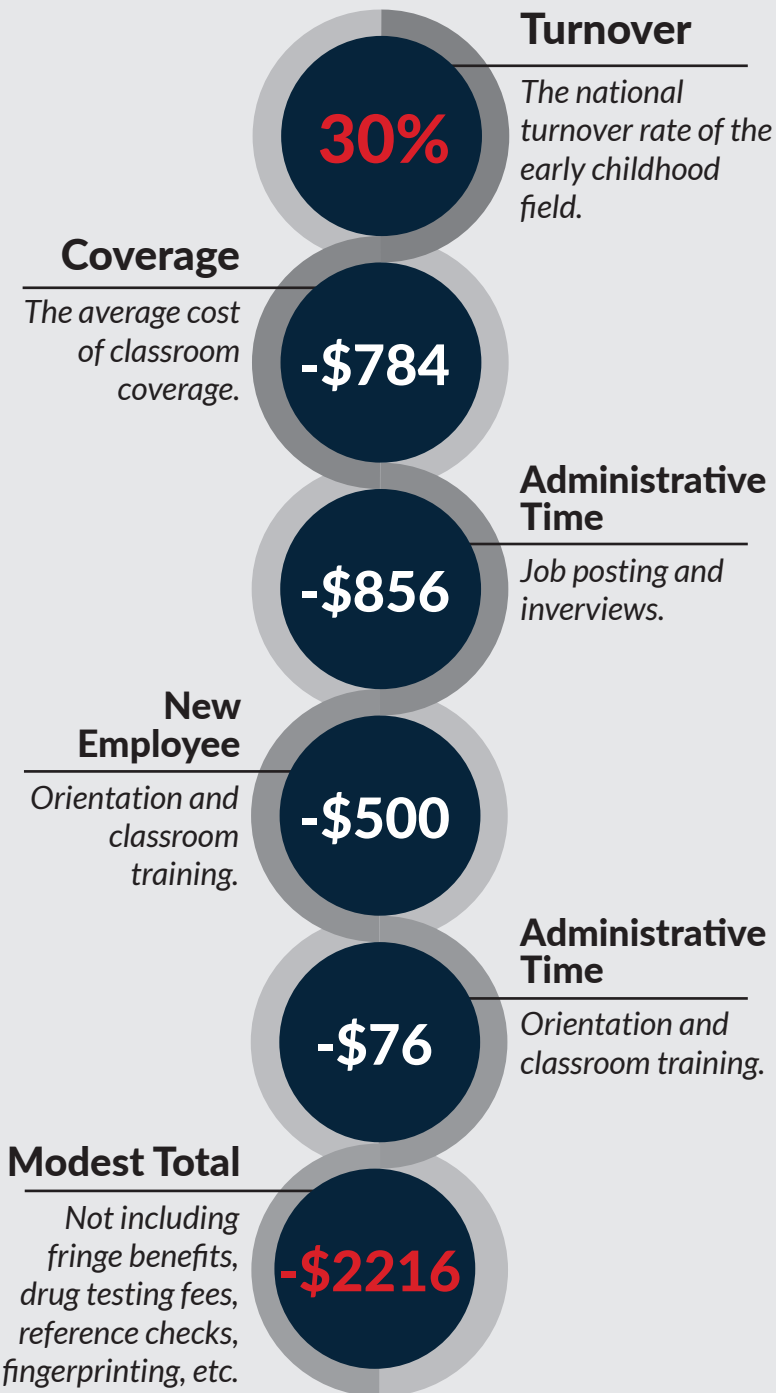 Turnover
30%
The national
turnover rate of the
early childhood
field.
Coverage
The average cost
of classroom
coverage.
-$784
Administrative
Time
-$856
Job posting and
inverviews.
New
Employee
Orientation and
classroom
training.
-$500
Administrative
Time
-$76
Orientation and
classroom training.
Modest Total
Not including
fringe benefits,
drug testing fees,
reference checks,
fingerprinting, etc.
-$2216